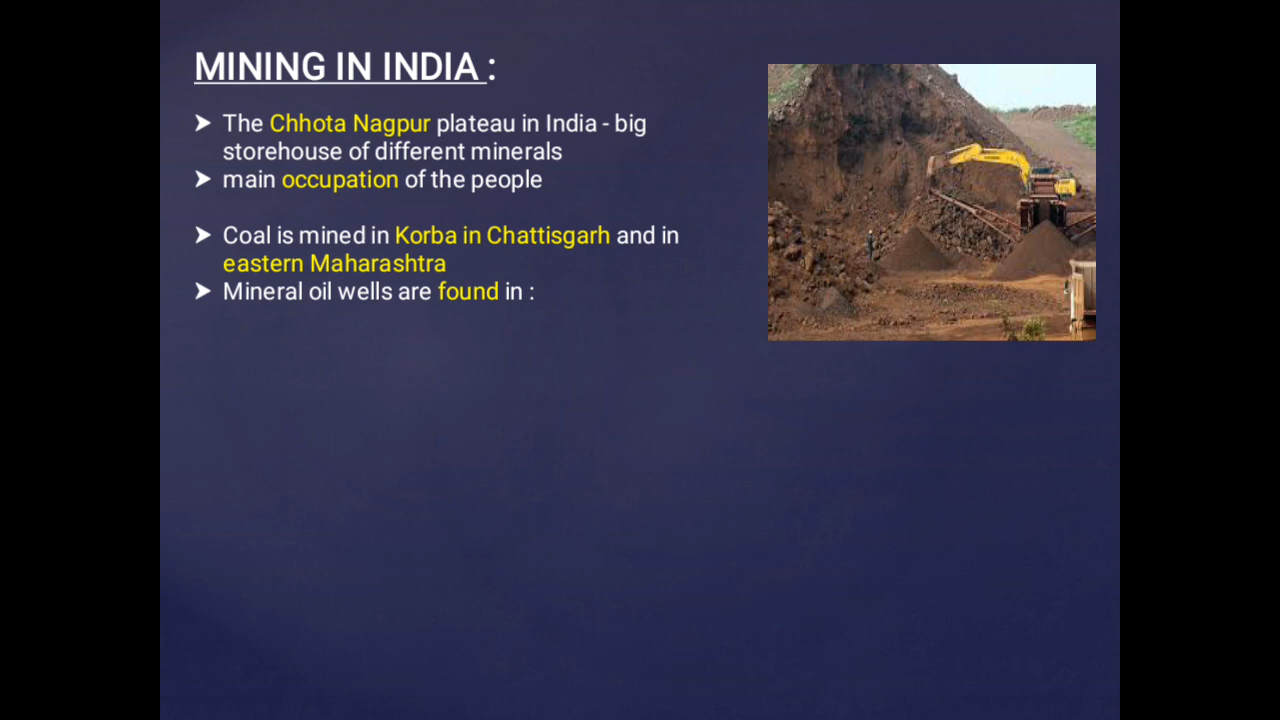 MINING IN INDIA :
➤ The Chhota Nagpur plateau in India - big
storehouse of different minerals
➤ main occupation of the people
➤ Coal is mined in Korba in Chattisgarh and in
eastern Maharashtra
➤ Mineral oil wells are found in :